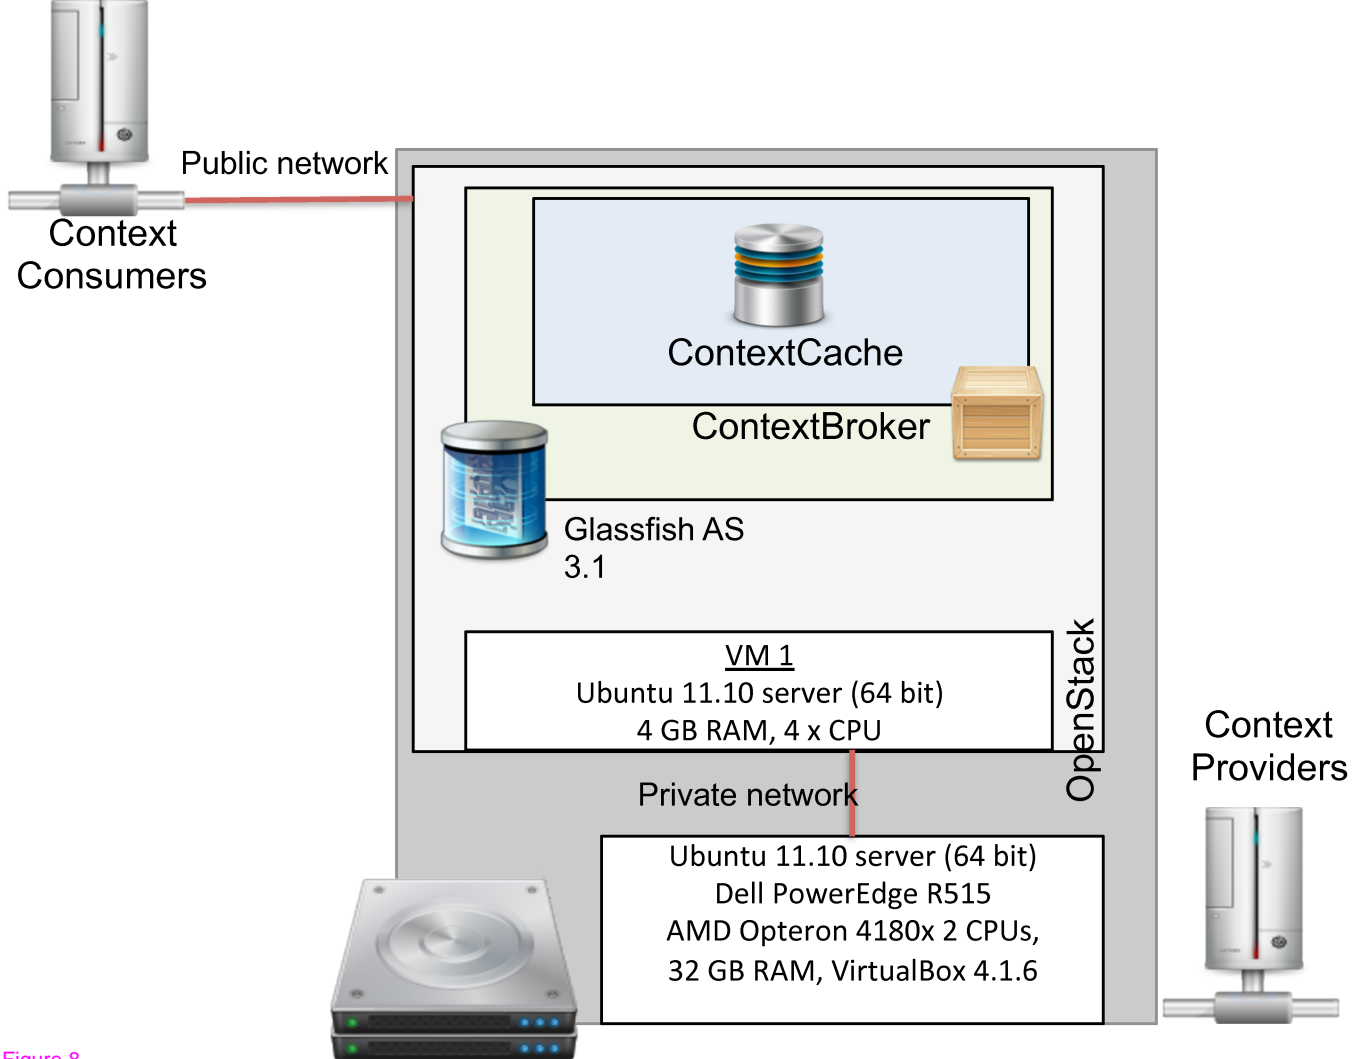 Public network
Context
Consumers
ContextCache
ContextBroker
Glassfish AS
3.1
OpenStack
VM 1
Ubuntu 11.10 server (64 bit)
4 GB RAM, 4 x CPU
Private network
Context
Providers
Ubuntu 11.10 server (64 bit)
Dell PowerEdge R515
AMD Opteron 4180x 2 CPUs,
32 GB RAM, VirtualBox 4.1.6
Figure 8